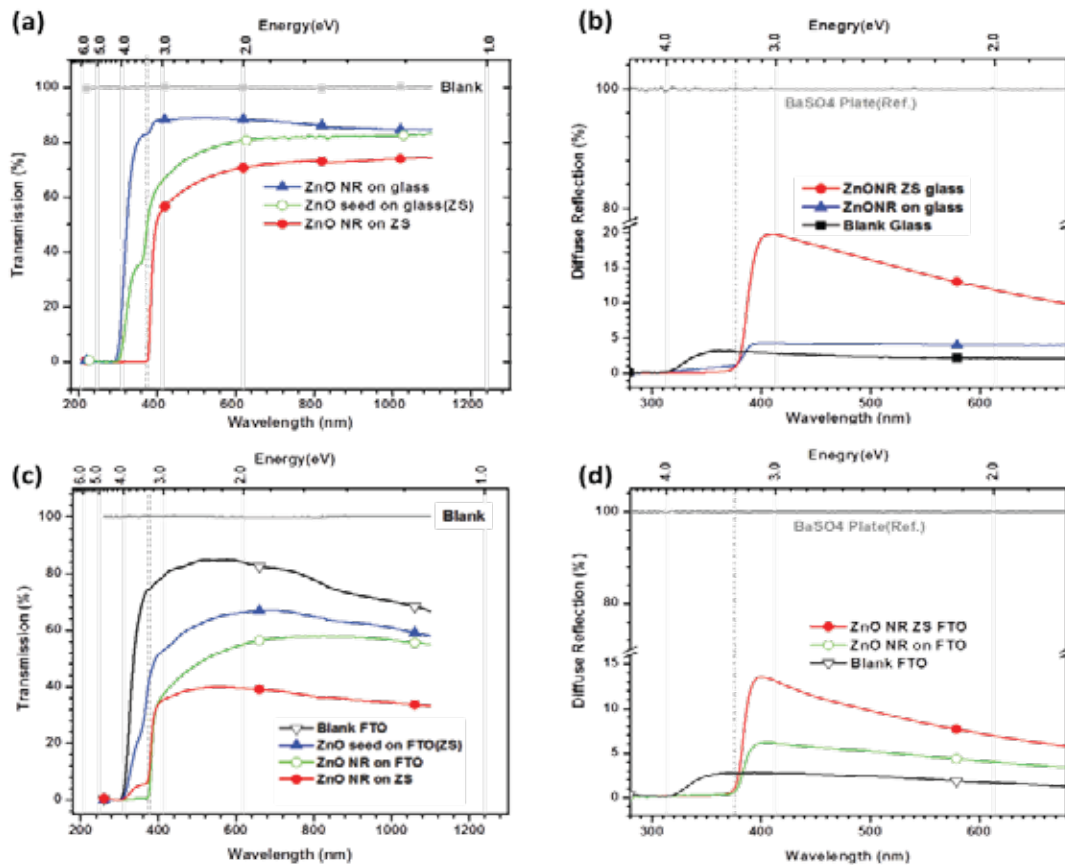 (a)
Energy(eV)
6.0 5.0 4.0 3.0 2.0 1.0
Transmission (%)
100
80
60
40
20
0
Blank
ZnO NR on glass
ZnO seed on glass(ZS)
ZnO NR on ZS
200 400 600 800 1000 1200
Wavelength (nm)
(b)
Enegry(eV)
4.0 3.0 2.0
Diffuse Reflection (%)
100
80
20
15
10
5
0
BaSO4 Plate(Ref.)
ZnONR ZS glass
ZnONR on glass
Blank Glass
300 400 500 600
Wavelength (nm)
(c)
Energy(eV)
6.0 5.0 4.0 3.0 2.0 1.0
Transmission (%)
100
80
60
40
20
0
Blank
Blank FTO
ZnO seed on FTO(ZS)
ZnO NR on FTO
ZnO NR on ZS
200 400 600 800 1000 1200
Wavelength (nm)
(d)
Enegry(eV)
4.0 3.0 2.0
Diffuse Reflection (%)
100
80
15
10
5
0
BaSO4 Plate(Ref.)
ZnO NR ZS FTO
ZnO NR on FTO
Blank FTO
300 400 500 600
Wavelength (nm)